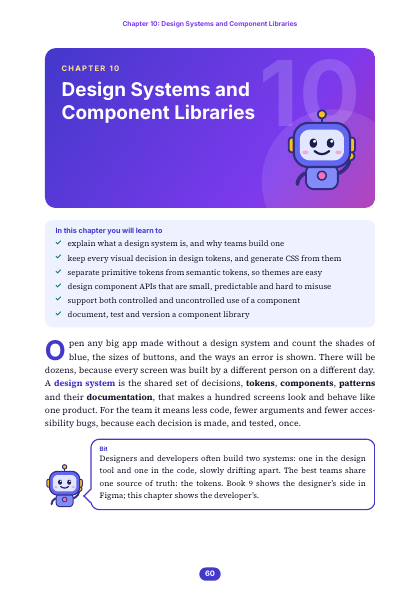 Chapter 10: Design Systems and Component Libraries
CHAPTER 10
10
Design Systems and
Component Libraries
In this chapter you will learn to
✓ explain what a design system is, and why teams build one
✓ keep every visual decision in design tokens, and generate CSS from them
✓ separate primitive tokens from semantic tokens, so themes are easy
✓ design component APIs that are small, predictable and hard to misuse
✓ support both controlled and uncontrolled use of a component
✓ document, test and version a component library
Open any big app made without a design system and count the shades of
blue, the sizes of buttons, and the ways an error is shown. There will be
dozens, because every screen was built by a different person on a different day.
A design system is the shared set of decisions, tokens, components, patterns
and their documentation, that makes a hundred screens look and behave like
one product. For the team it means less code, fewer arguments and fewer acces-
sibility bugs, because each decision is made, and tested, once.
Bit
Designers and developers often build two systems: one in the design
tool and one in the code, slowly drifting apart. The best teams share
one source of truth: the tokens. Book 9 shows the designer's side in
Figma; this chapter shows the developer's.
60